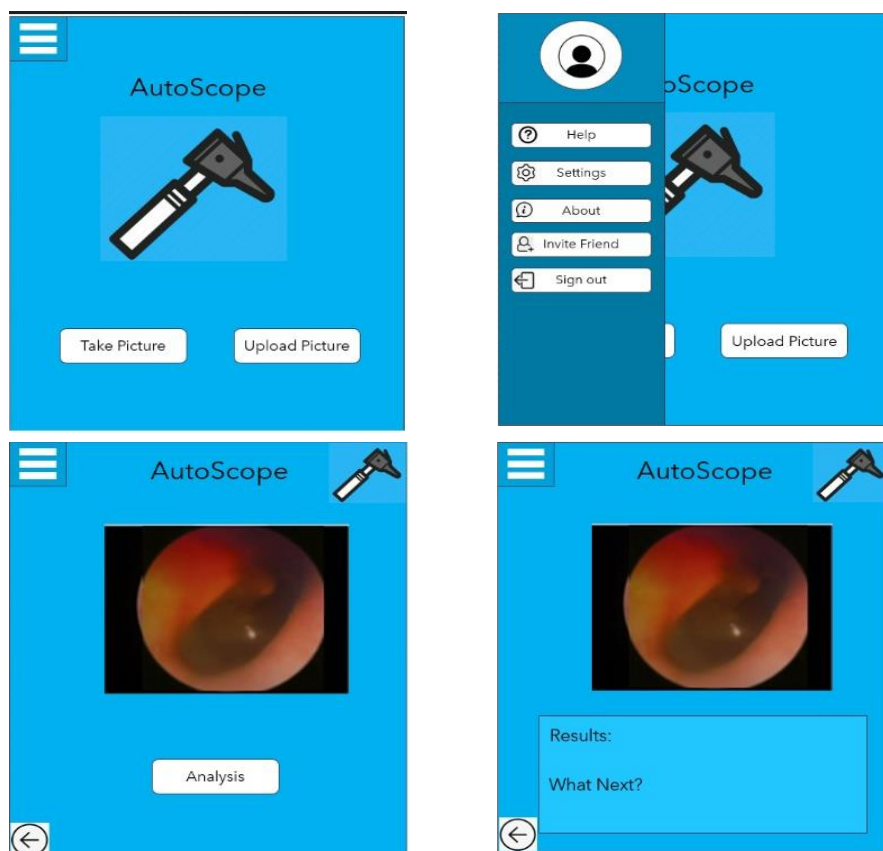 AutoScope
Take Picture
Upload Picture
oScope
Help
Settings
About
Invite Friend
Sign out
Upload Picture
AutoScope
Analysis
AutoScope
Results:
What Next?